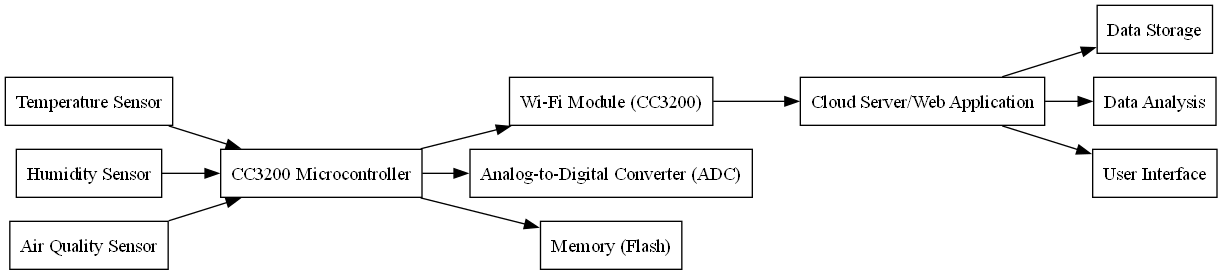 Temperature Sensor
Humidity Sensor
Air Quality Sensor
CC3200 Microcontroller
Wi-Fi Module (CC3200)
Analog-to-Digital Converter (ADC)
Memory (Flash)
Cloud Server/Web Application
Data Storage
Data Analysis
User Interface